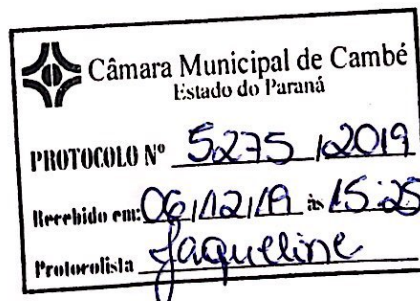 Câmara Municipal de Cambé
Estado do Paraná
PROTOCOLO Nº 5275 /2019
Recebido em: 06/12/19 às 15:25
Protocolista Jaqueline